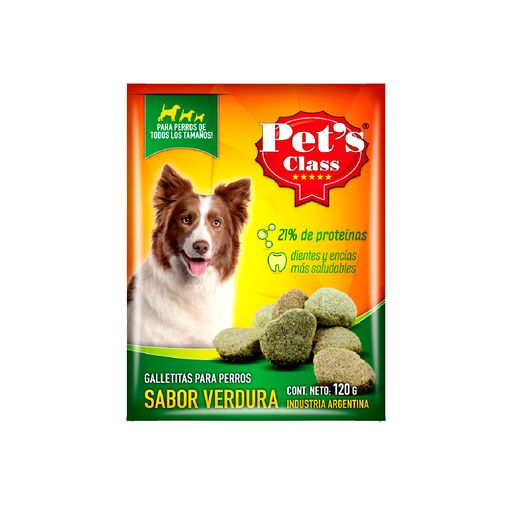 PARA PERROS DE
TODOS LOS TAMAÑOS!
Pet's
®
Class
21% de proteínas
dientes y encías
más saludables
GALLETITAS PARA PERROS
SABOR VERDURA
CONT. NETO: 120 G
INDUSTRIA ARGENTINA